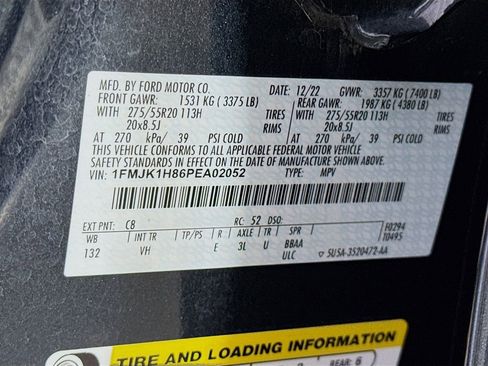 MFD. BY FORD MOTOR CO. 12/22 GVWR: 3357 KG (7400 LB)
FRONT GAWR: 1531 KG (3375 LB) REAR GAWR: 1987 KG (4380 LB)
275/55R20 113H TIRES WITH 275/55R20 113H TIRES
20x8.5J RIMS 20x8.5J RIMS
AT 270 kPa/ 39 PSI COLD AT 270 kPa/ 39 PSI COLD
THIS VEHICLE CONFORMS TO ALL APPLICABLE FEDERAL MOTOR VEHICLE
SAFETY STANDARDS IN EFFECT ON THE DATE OF MANUFACTURE SHOWN ABOVE.
VIN: 1FMJK1H86PEA02052 TYPE: MPV
EXT PNT: C8 RC: 52 DSO: F0294
WB INT TR TP/PS R AXLE TR SPR T0495
132 VH E 3L U BBAA
ULC 5U5A-3520472-AA
TIRE AND LOADING INFORMATION
REAR: 6